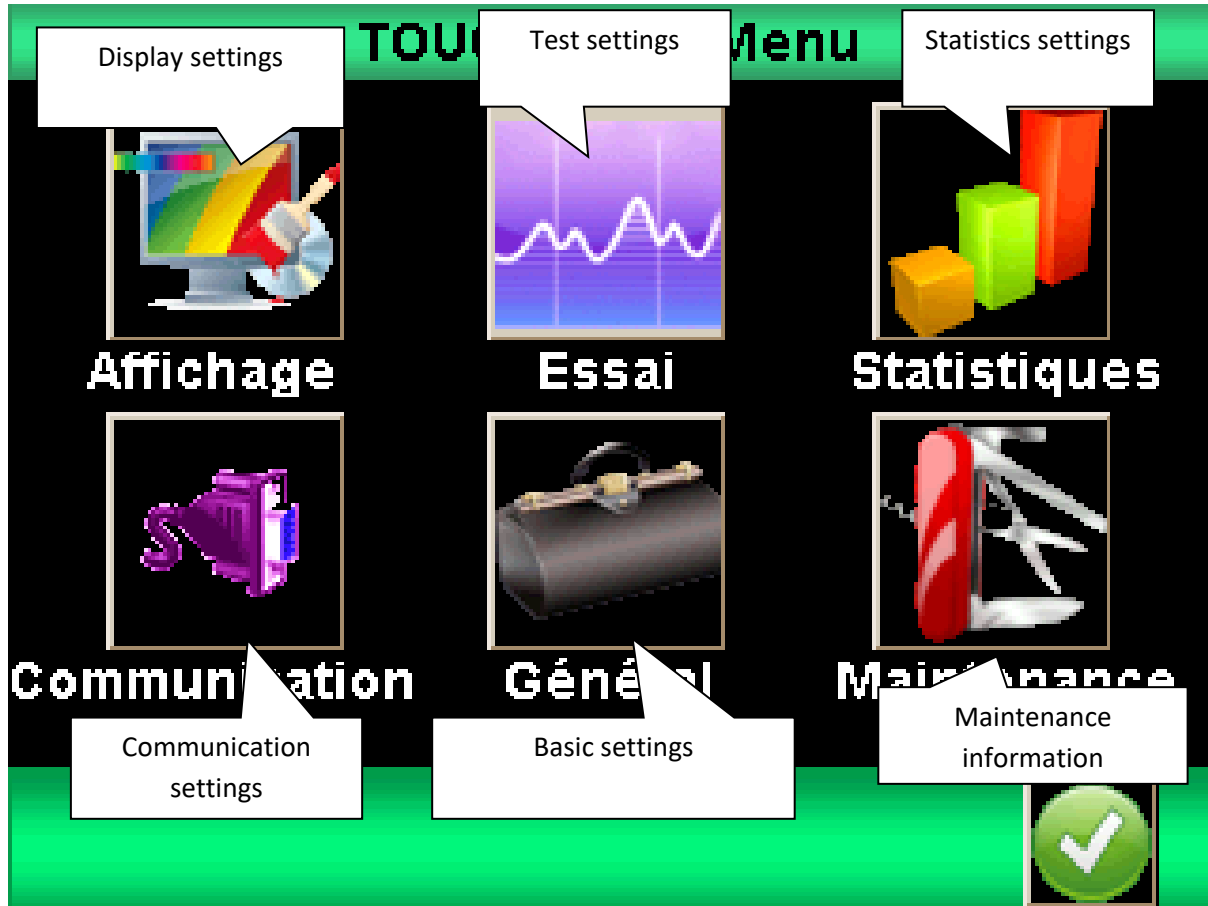 Display settings
Test settings
Statistics settings
Menu
Affichage
Essai
Statistiques
Communication
settings
Basic settings
Maintenance
information